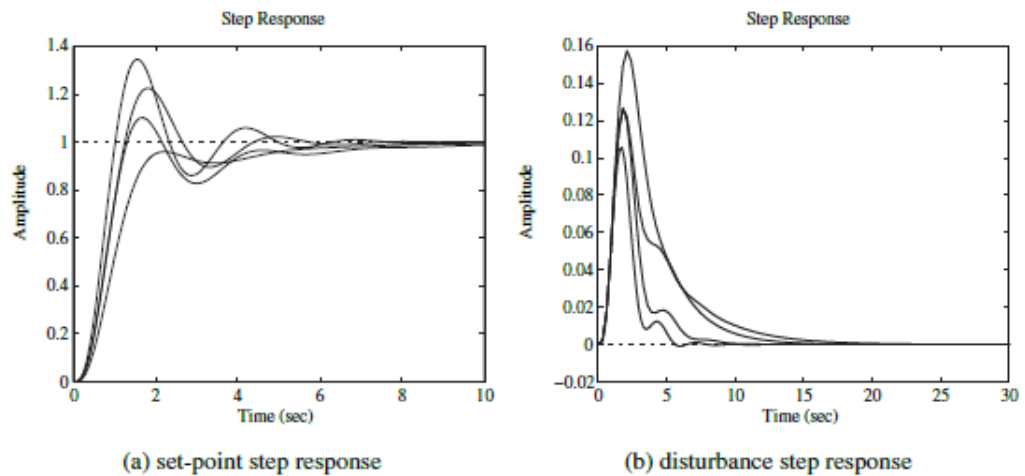 Step Response
1.4
1.2
1
0.8
0.6
0.4
0.2
0
Amplitude
0 2 4 6 8 10
Time (sec)
(a) set-point step response
Step Response
0.16
0.14
0.12
0.1
0.08
0.06
0.04
0.02
0
−0.02
Amplitude
0 5 10 15 20 25 30
Time (sec)
(b) disturbance step response